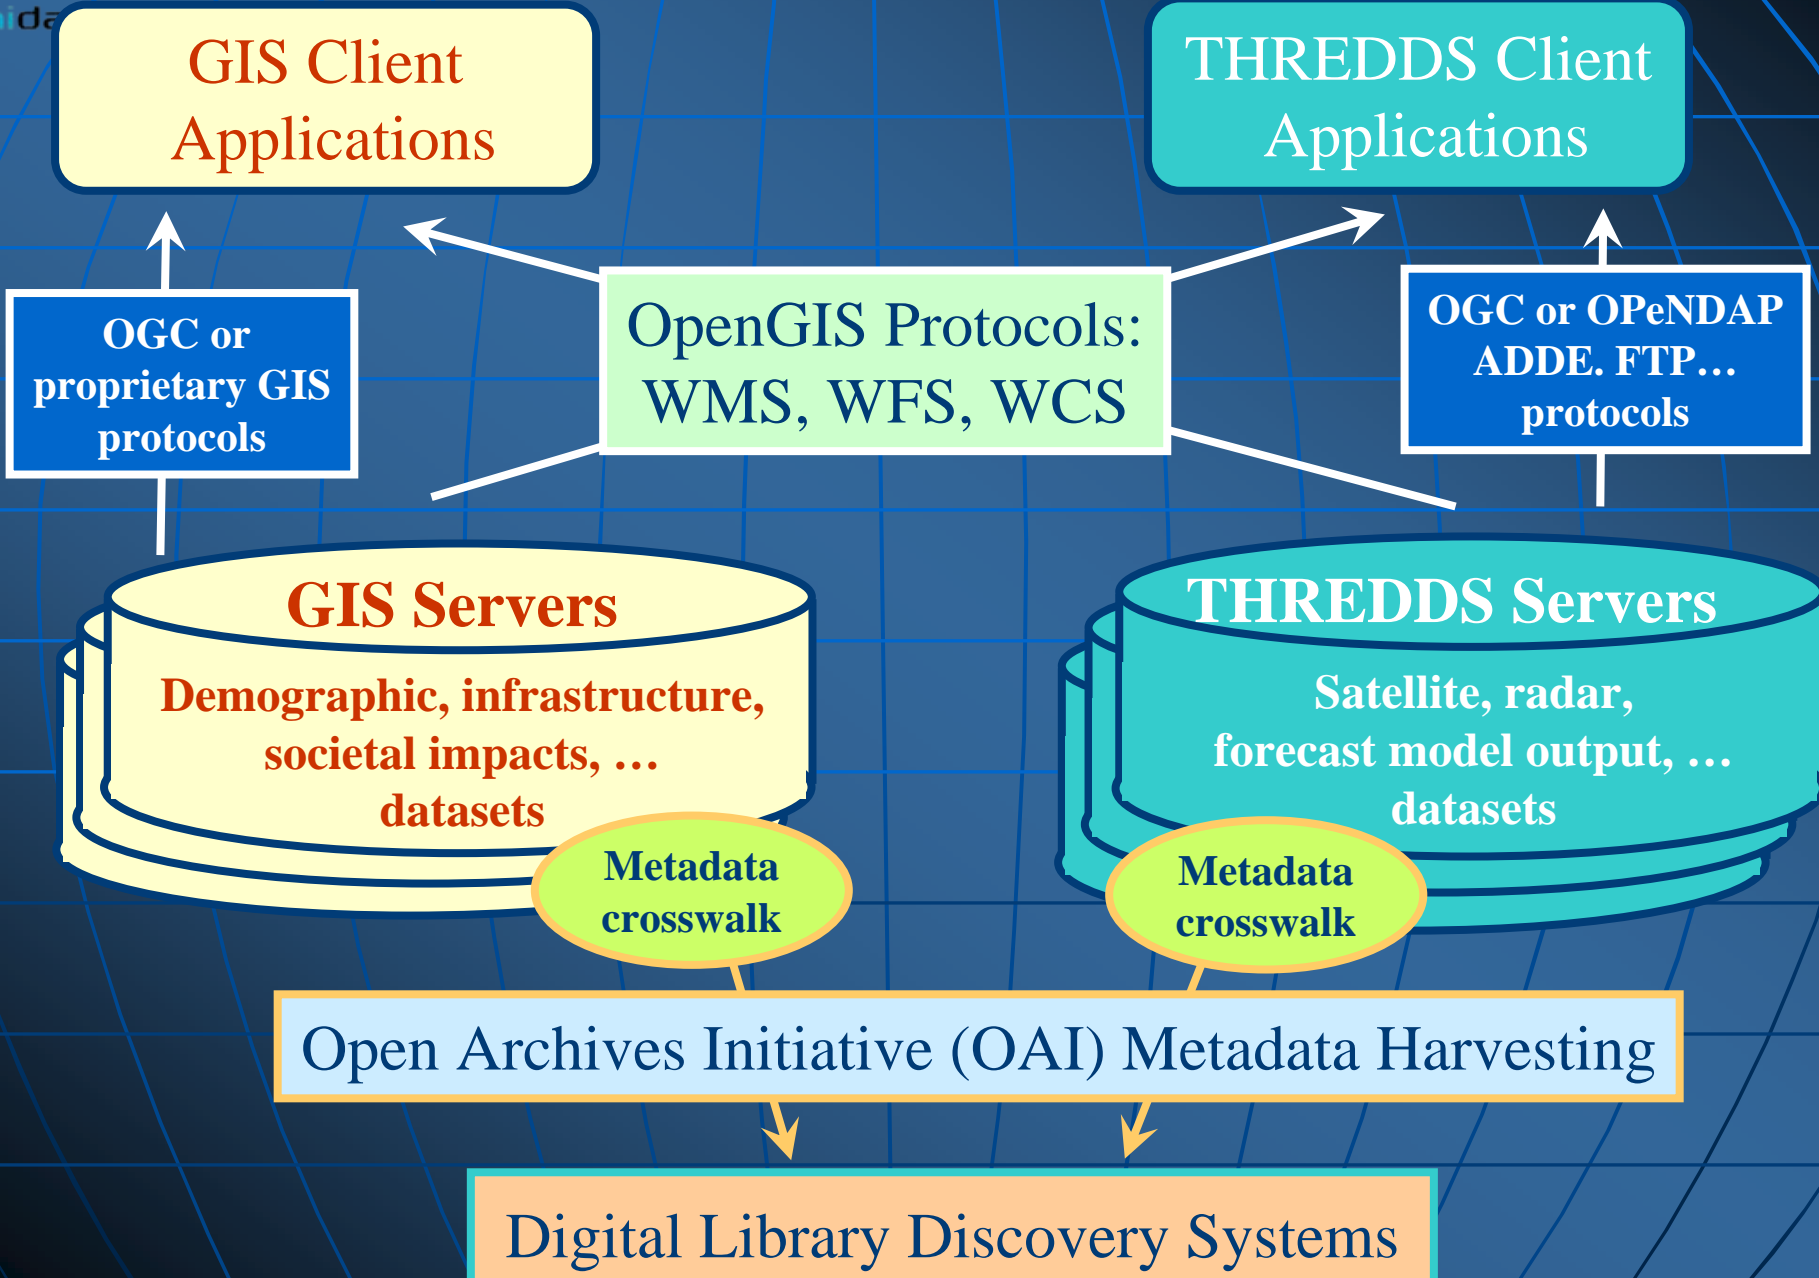 GIS Client
Applications
THREDDS Client
Applications
OGC or
proprietary GIS
protocols
OpenGIS Protocols:
WMS, WFS, WCS
OGC or OPeNDAP
ADDE. FTP…
protocols
GIS Servers
Demographic, infrastructure,
societal impacts, …
datasets
THREDDS Servers
Satellite, radar,
forecast model output, …
datasets
Metadata
crosswalk
Metadata
crosswalk
Open Archives Initiative (OAI) Metadata Harvesting
Digital Library Discovery Systems